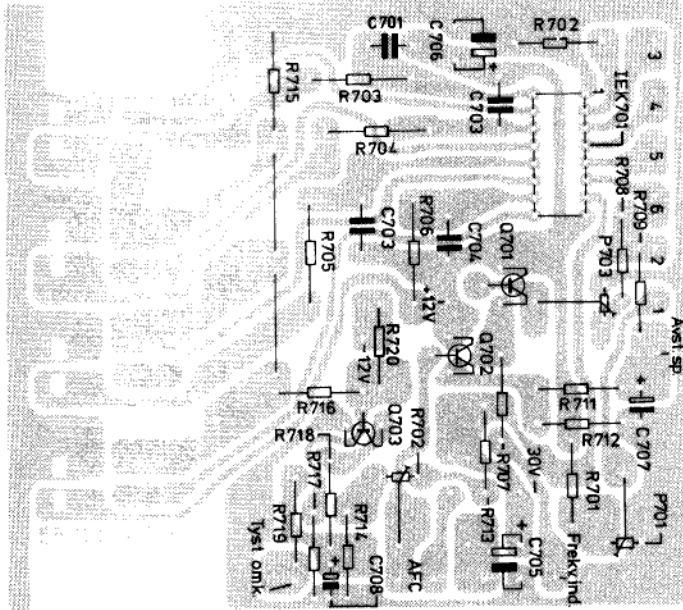 C701
C706
R702
3
R715
R703
C703
IEK701
4
R704
5
R708
R709
6
R705
C703
R706
C704
Q701
P703
2
+12V
1
Avst.sp.
R720
-12V
Q702
R716
R711
+
C707
R718
Q703
R702
R712
R717
R707
30V
R701
P701
R719
R714
R713
+
C705
Tyst omk.
+
C708
AFC
Frekv.ind